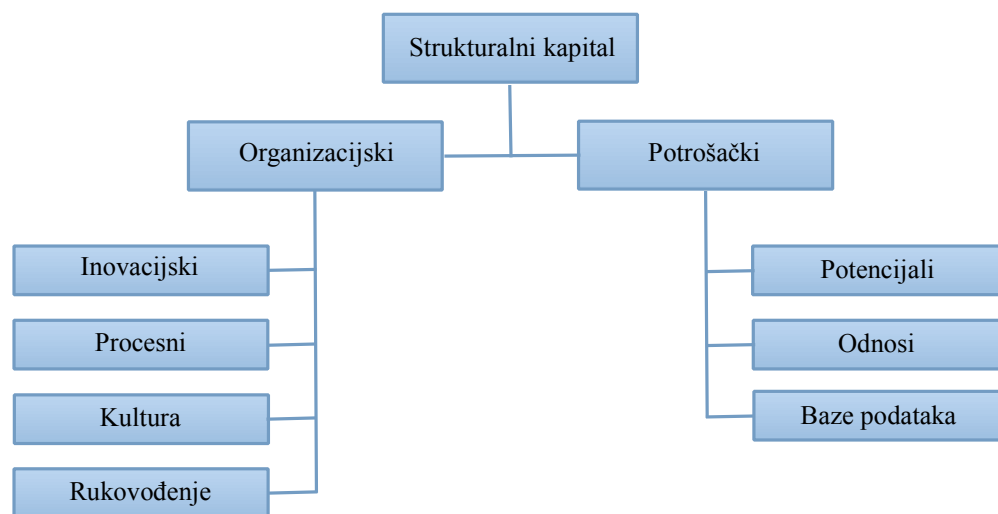 Strukturalni kapital
Organizacijski
Potrošački
Inovacijski
Procesni
Kultura
Rukovođenje
Potencijali
Odnosi
Baze podataka